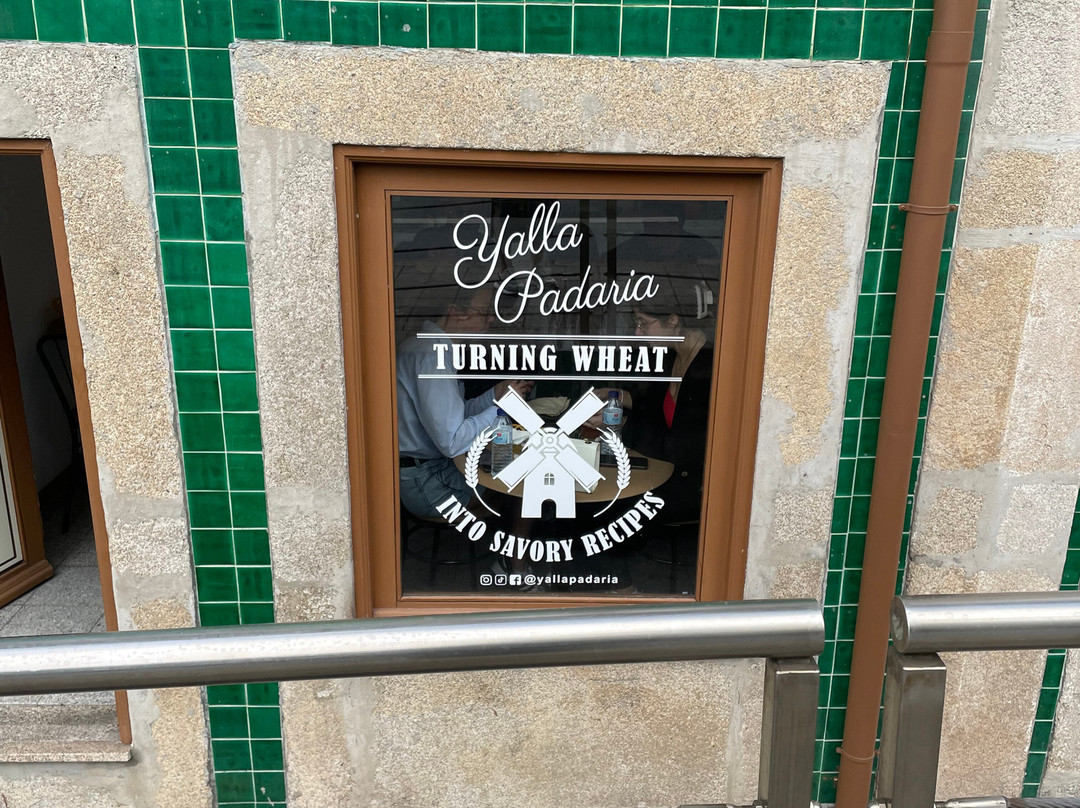 Yalla
Padaria
TURNING WHEAT
INTO SAVORY RECIPES
@yallapadaria